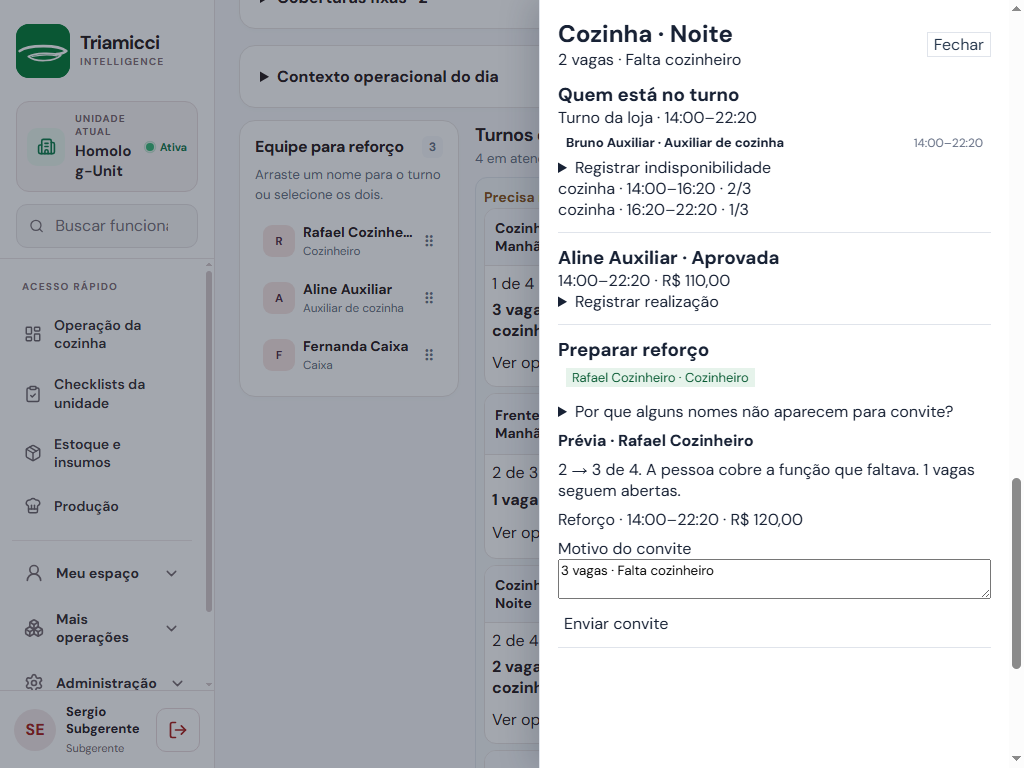 Triamicci
INTELLIGENCE
UNIDADE
ATUAL
Homolo
g-Unit
Ativa
Buscar funciona
ACESSO RÁPIDO
Operação da
cozinha
Checklists da
unidade
Estoque e
insumos
Produção
Meu espaço
Mais
operações
Administração
SE
Sergio
Subgerente
Subgerente
Contexto operacional do dia
Equipe para reforço
3
Arraste um nome para o turno
ou selecione os dois.
R
Rafael Cozinhe...
Cozinheiro
A
Aline Auxiliar
Auxiliar de cozinha
F
Fernanda Caixa
Caixa
Turnos
4 em aten
Precisa
Cozinh
Manhã
1 de 4
3 vaga
cozinh
Ver op
Frente
Manhã
2 de 3
1 vaga
Ver op
Cozinh
Noite
2 de 4
2 vaga
cozinh
Ver op
Cozinha · Noite
2 vagas · Falta cozinheiro
Fechar
Quem está no turno
Turno da loja · 14:00–22:20
Bruno Auxiliar · Auxiliar de cozinha
14:00–22:20
Registrar indisponibilidade
cozinha · 14:00–16:20 · 2/3
cozinha · 16:20–22:20 · 1/3
Aline Auxiliar · Aprovada
14:00–22:20 · R$ 110,00
Registrar realização
Preparar reforço
Rafael Cozinheiro · Cozinheiro
Por que alguns nomes não aparecem para convite?
Prévia · Rafael Cozinheiro
2 → 3 de 4. A pessoa cobre a função que faltava. 1 vagas
seguem abertas.
Reforço · 14:00–22:20 · R$ 120,00
Motivo do convite
3 vagas · Falta cozinheiro
Enviar convite